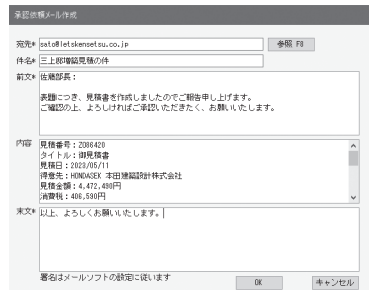 承認依頼メール作成
宛先* sato@letskensetsu.co.jp 参照 F8
件名* 三上邸増築見積の件
前文* 佐藤部長：
表題につき、見積書を作成しましたのでご報告申し上げます。
ご確認の上、よろしければご承認いただきたく、お願いいたします。
内容 見積番号：Z086420
タイトル：御見積書
見積日：2023/05/11
得意先：HONDASEK 本田建築設計株式会社
見積金額：4,472,490円
消費税：406,590円
末文* 以上、よろしくお願いいたします。
署名はメールソフトの設定に従います OK キャンセル